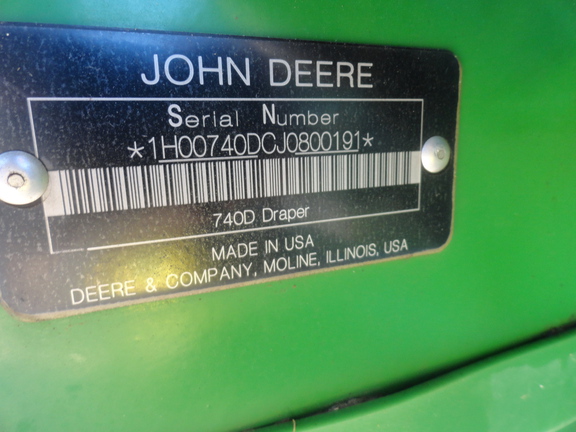 JOHN DEERE
Serial Number
*1H00740DCJ0800191*
740D Draper
MADE IN USA
DEERE & COMPANY, MOLINE, ILLINOIS, USA